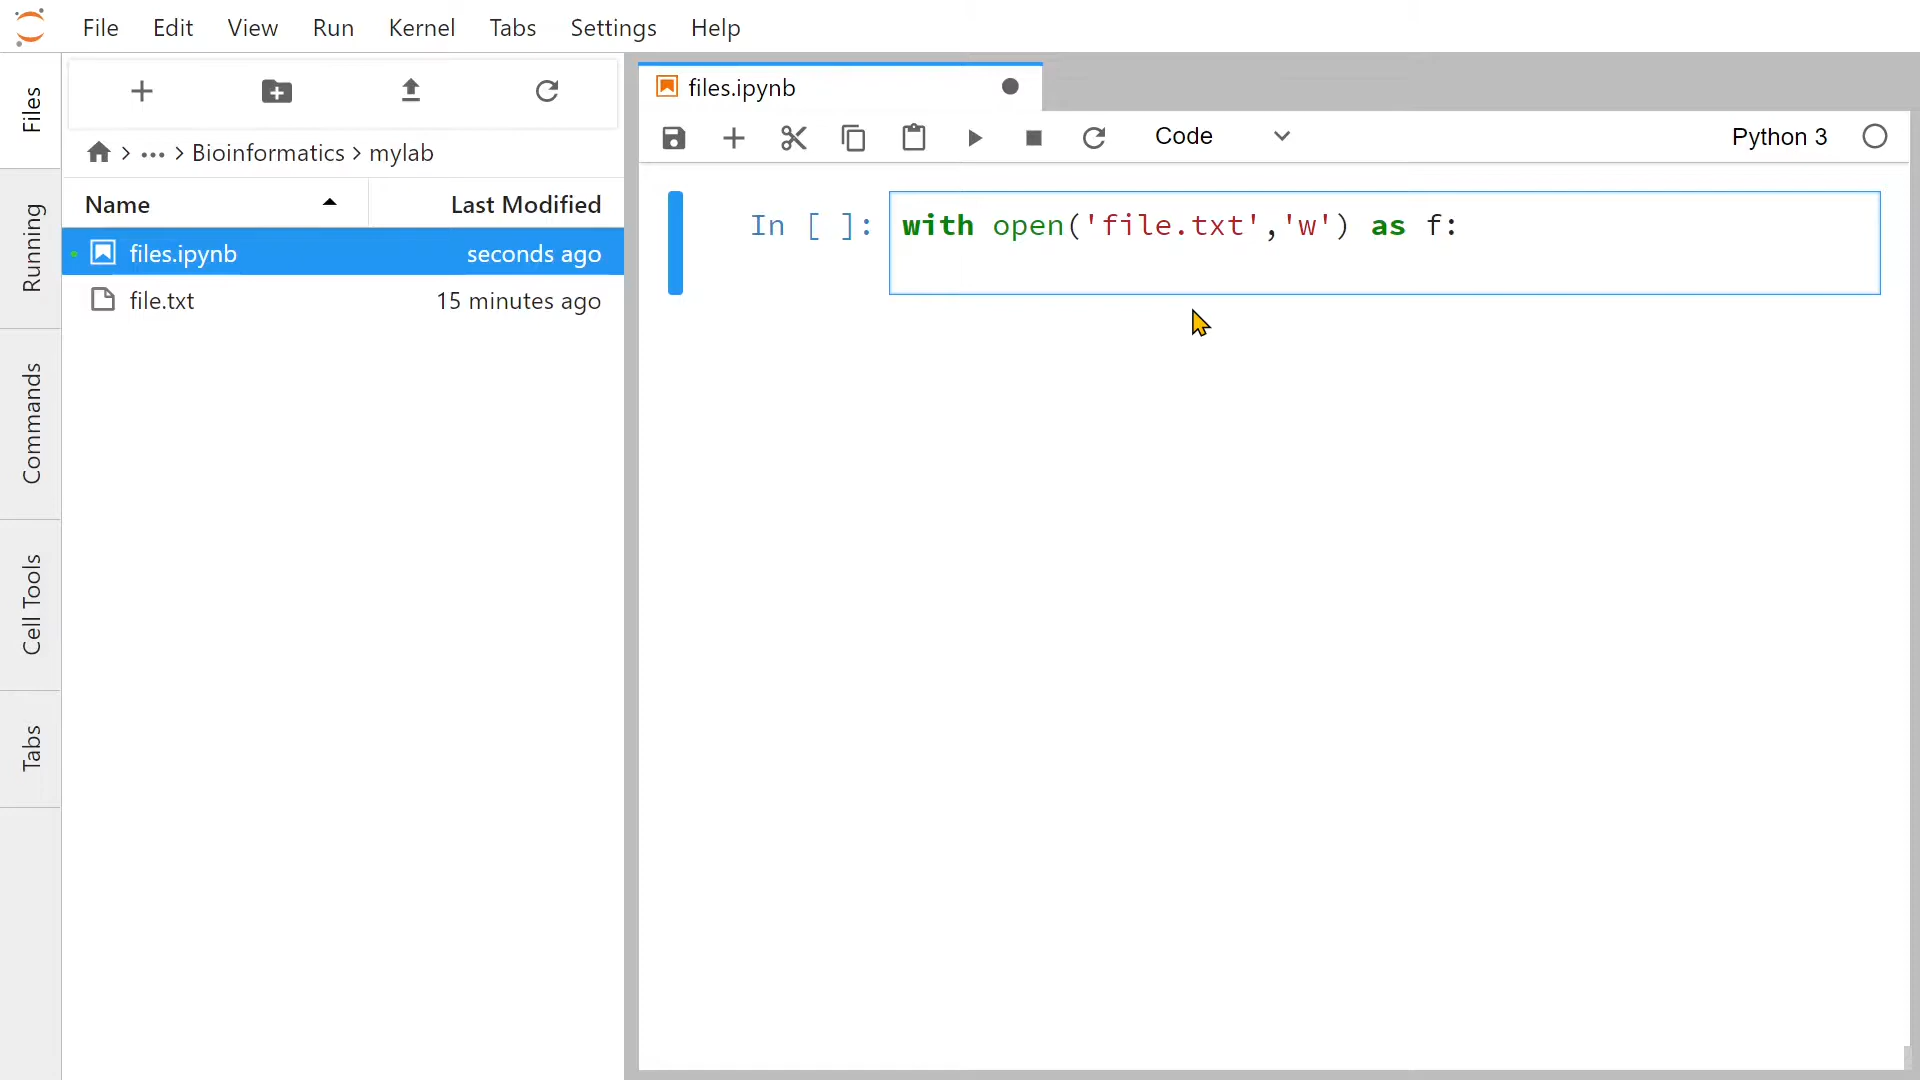 File Edit View Run Kernel Tabs Settings Help
Files
Running
Commands
Cell Tools
Tabs
Bioinformatics > mylab
Name Last Modified
files.ipynb seconds ago
file.txt 15 minutes ago
files.ipynb
Code Python 3
In [ ]: with open('file.txt','w') as f: